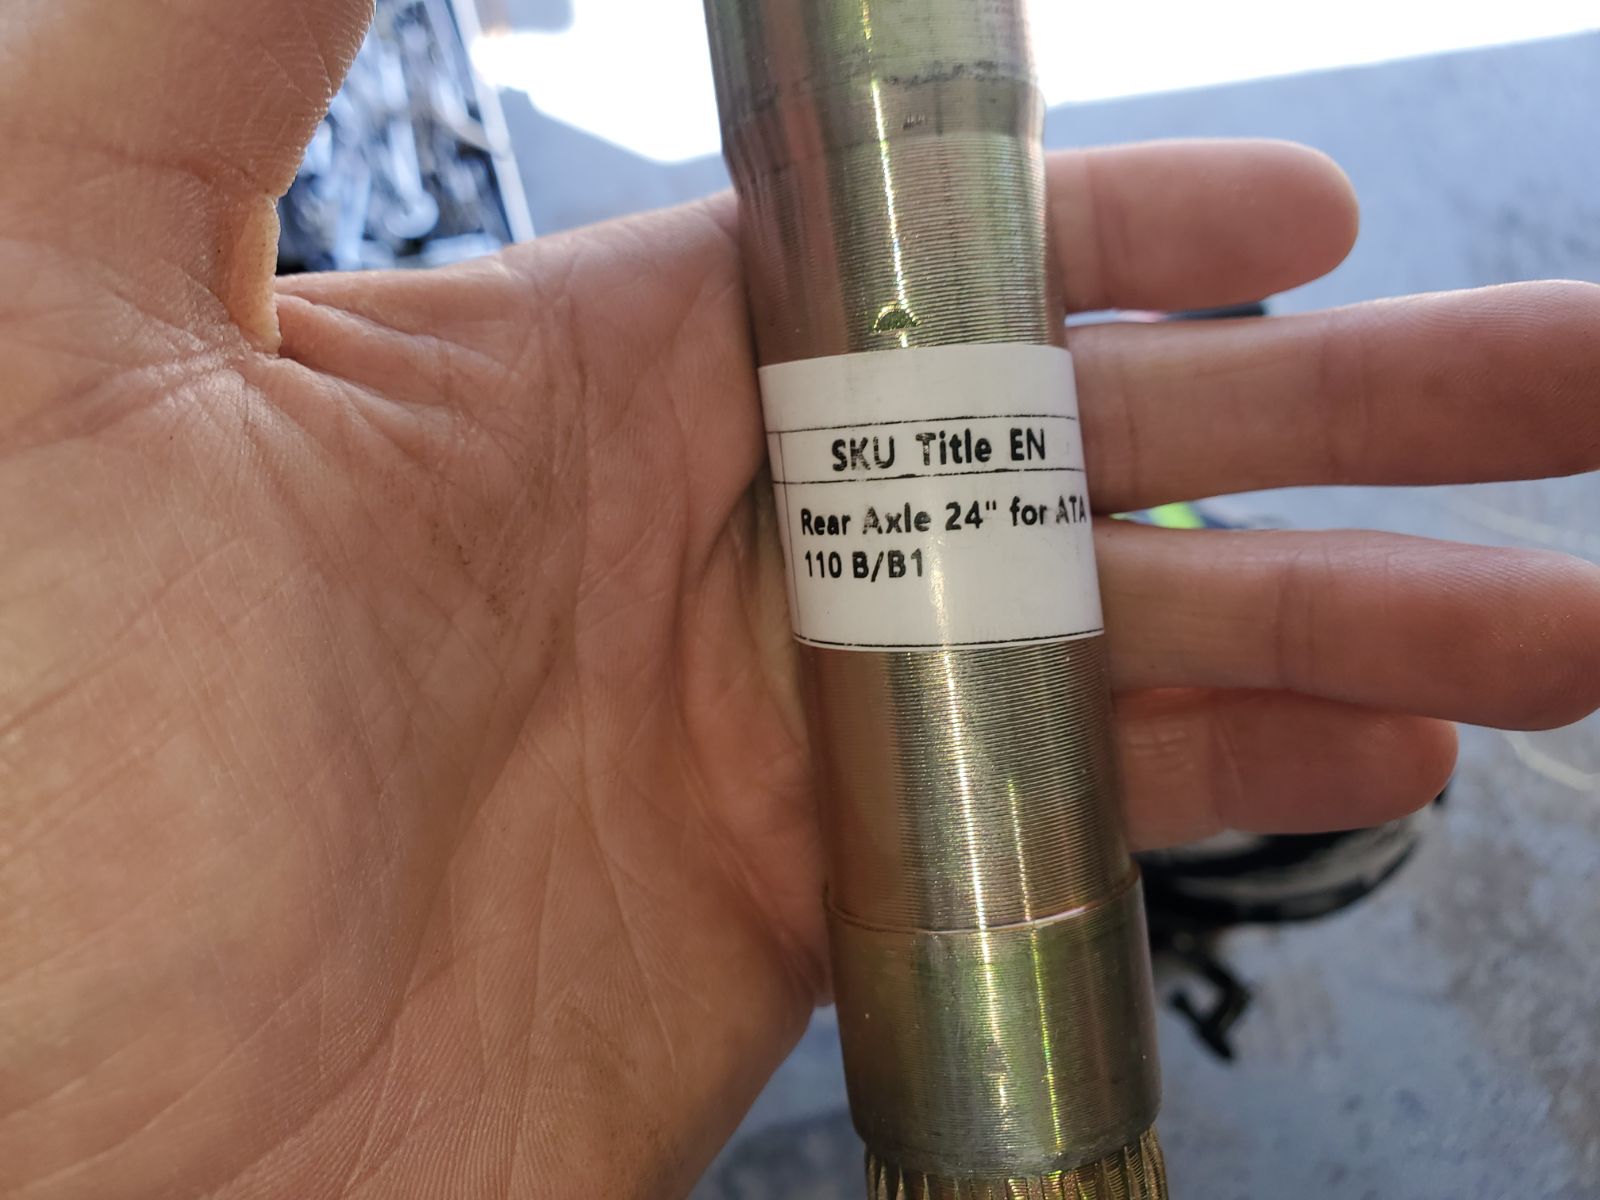 SKU Title EN
Rear Axle 24" for ATA
110 B/B1